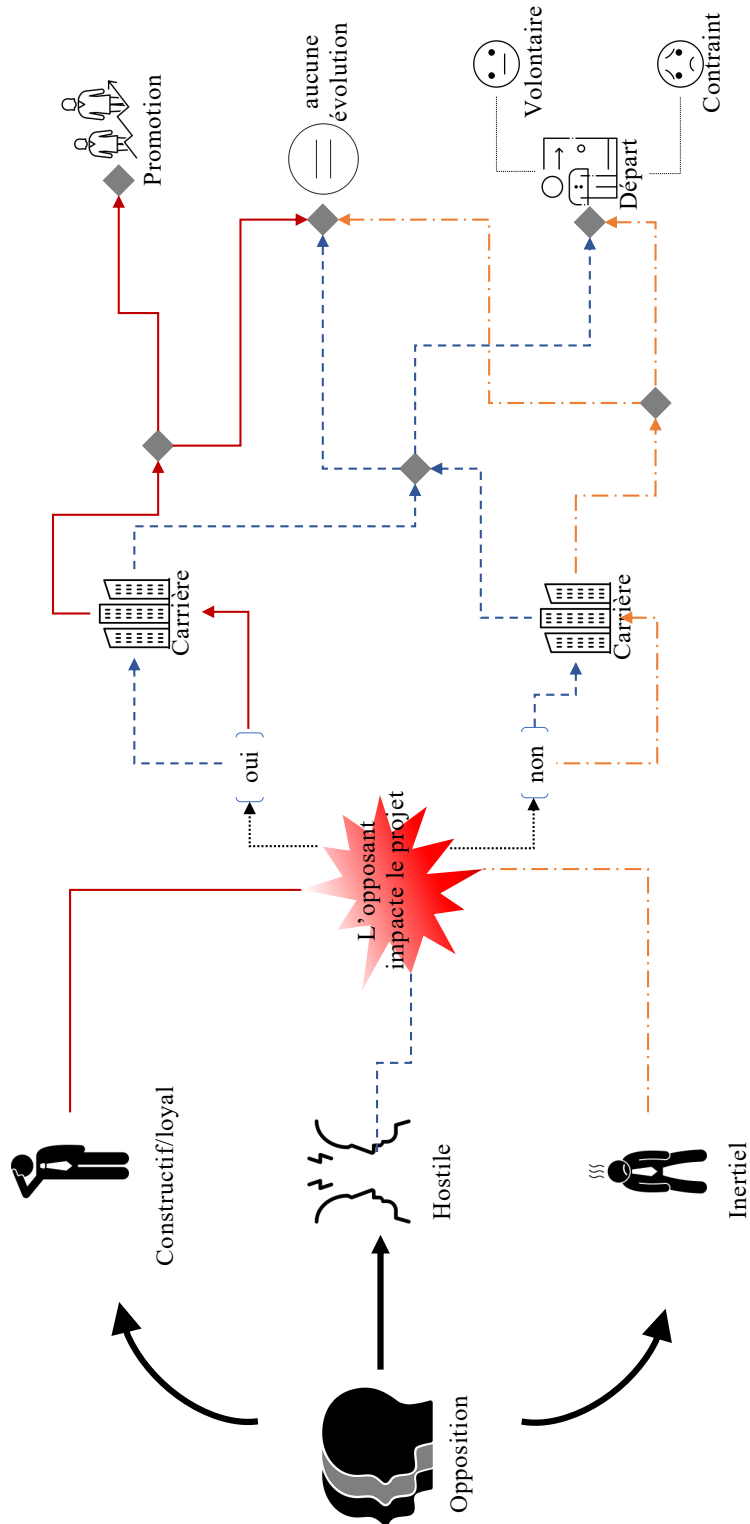 Opposition
Constructif/loyal
Hostile
Inertiel
L'opposant
impacte le projet
oui
non
Carrière
Carrière
Promotion
aucune
évolution
Départ
Volontaire
Contraint